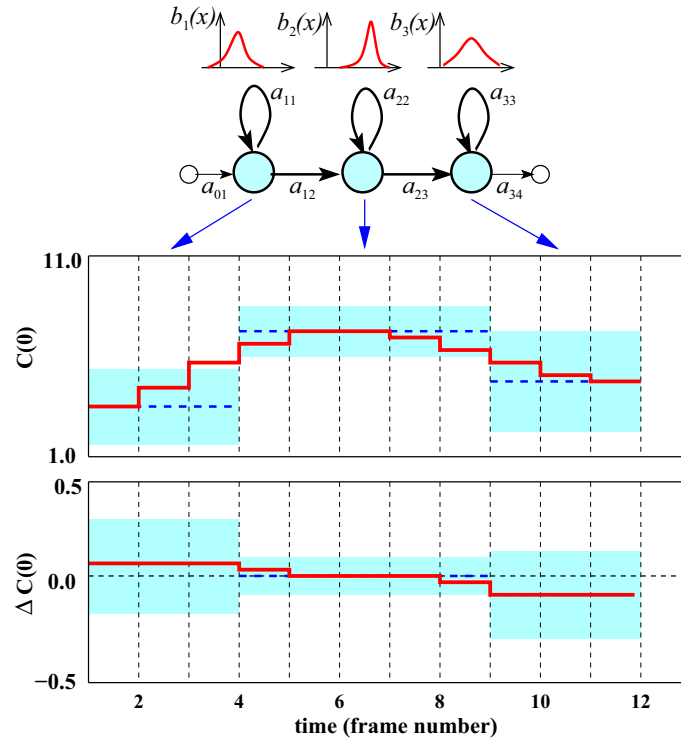 b1(x) b2(x) b3(x)
a11 a22 a33
a01 a12 a23 a34
11.0
C(0)
1.0
0.5
Δ C(0)
0.0
−0.5
2 4 6 8 10 12
time (frame number)